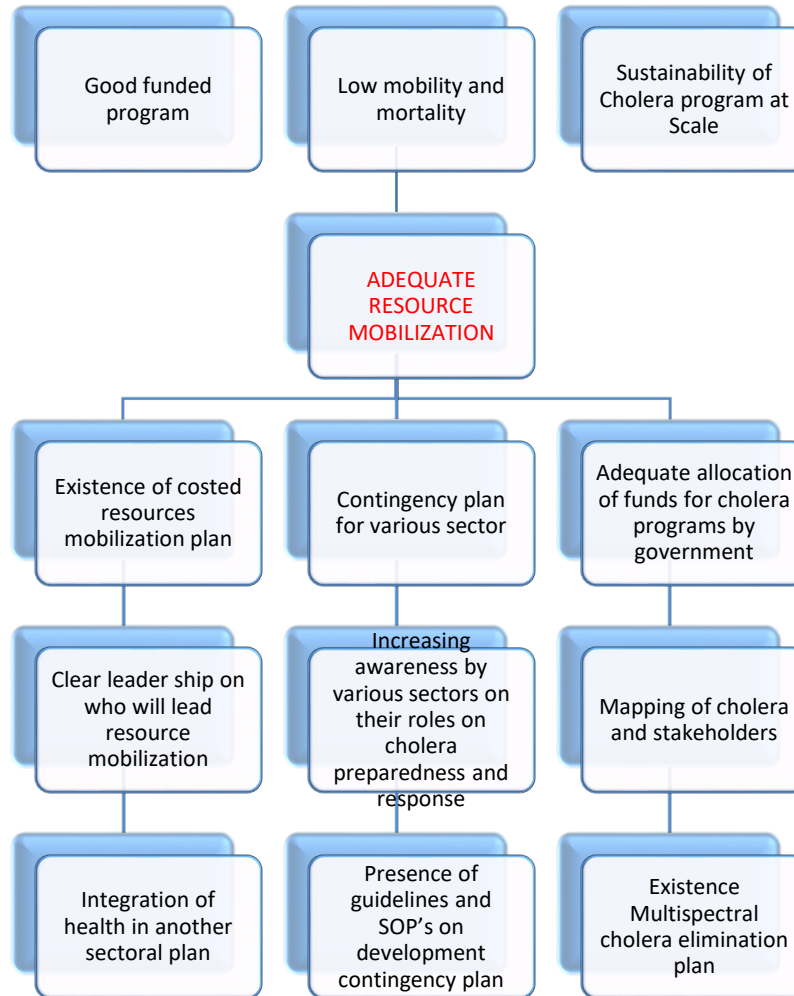 Good funded
program
Low mobility and
mortality
Sustainability of
Cholera program at
Scale
ADEQUATE
RESOURCE
MOBILIZATION
Existence of costed
resources
mobilization plan
Contingency plan
for various sector
Adequate allocation
of funds for cholera
programs by
government
Clear leader ship on
who will lead
resource
mobilization
Increasing
awareness by
various sectors on
their roles on
cholera
preparedness and
response
Mapping of cholera
and stakeholders
Integration of
health in another
sectoral plan
Presence of
guidelines and
SOP's on
development
contingency plan
Existence
Multispectral
cholera elimination
plan